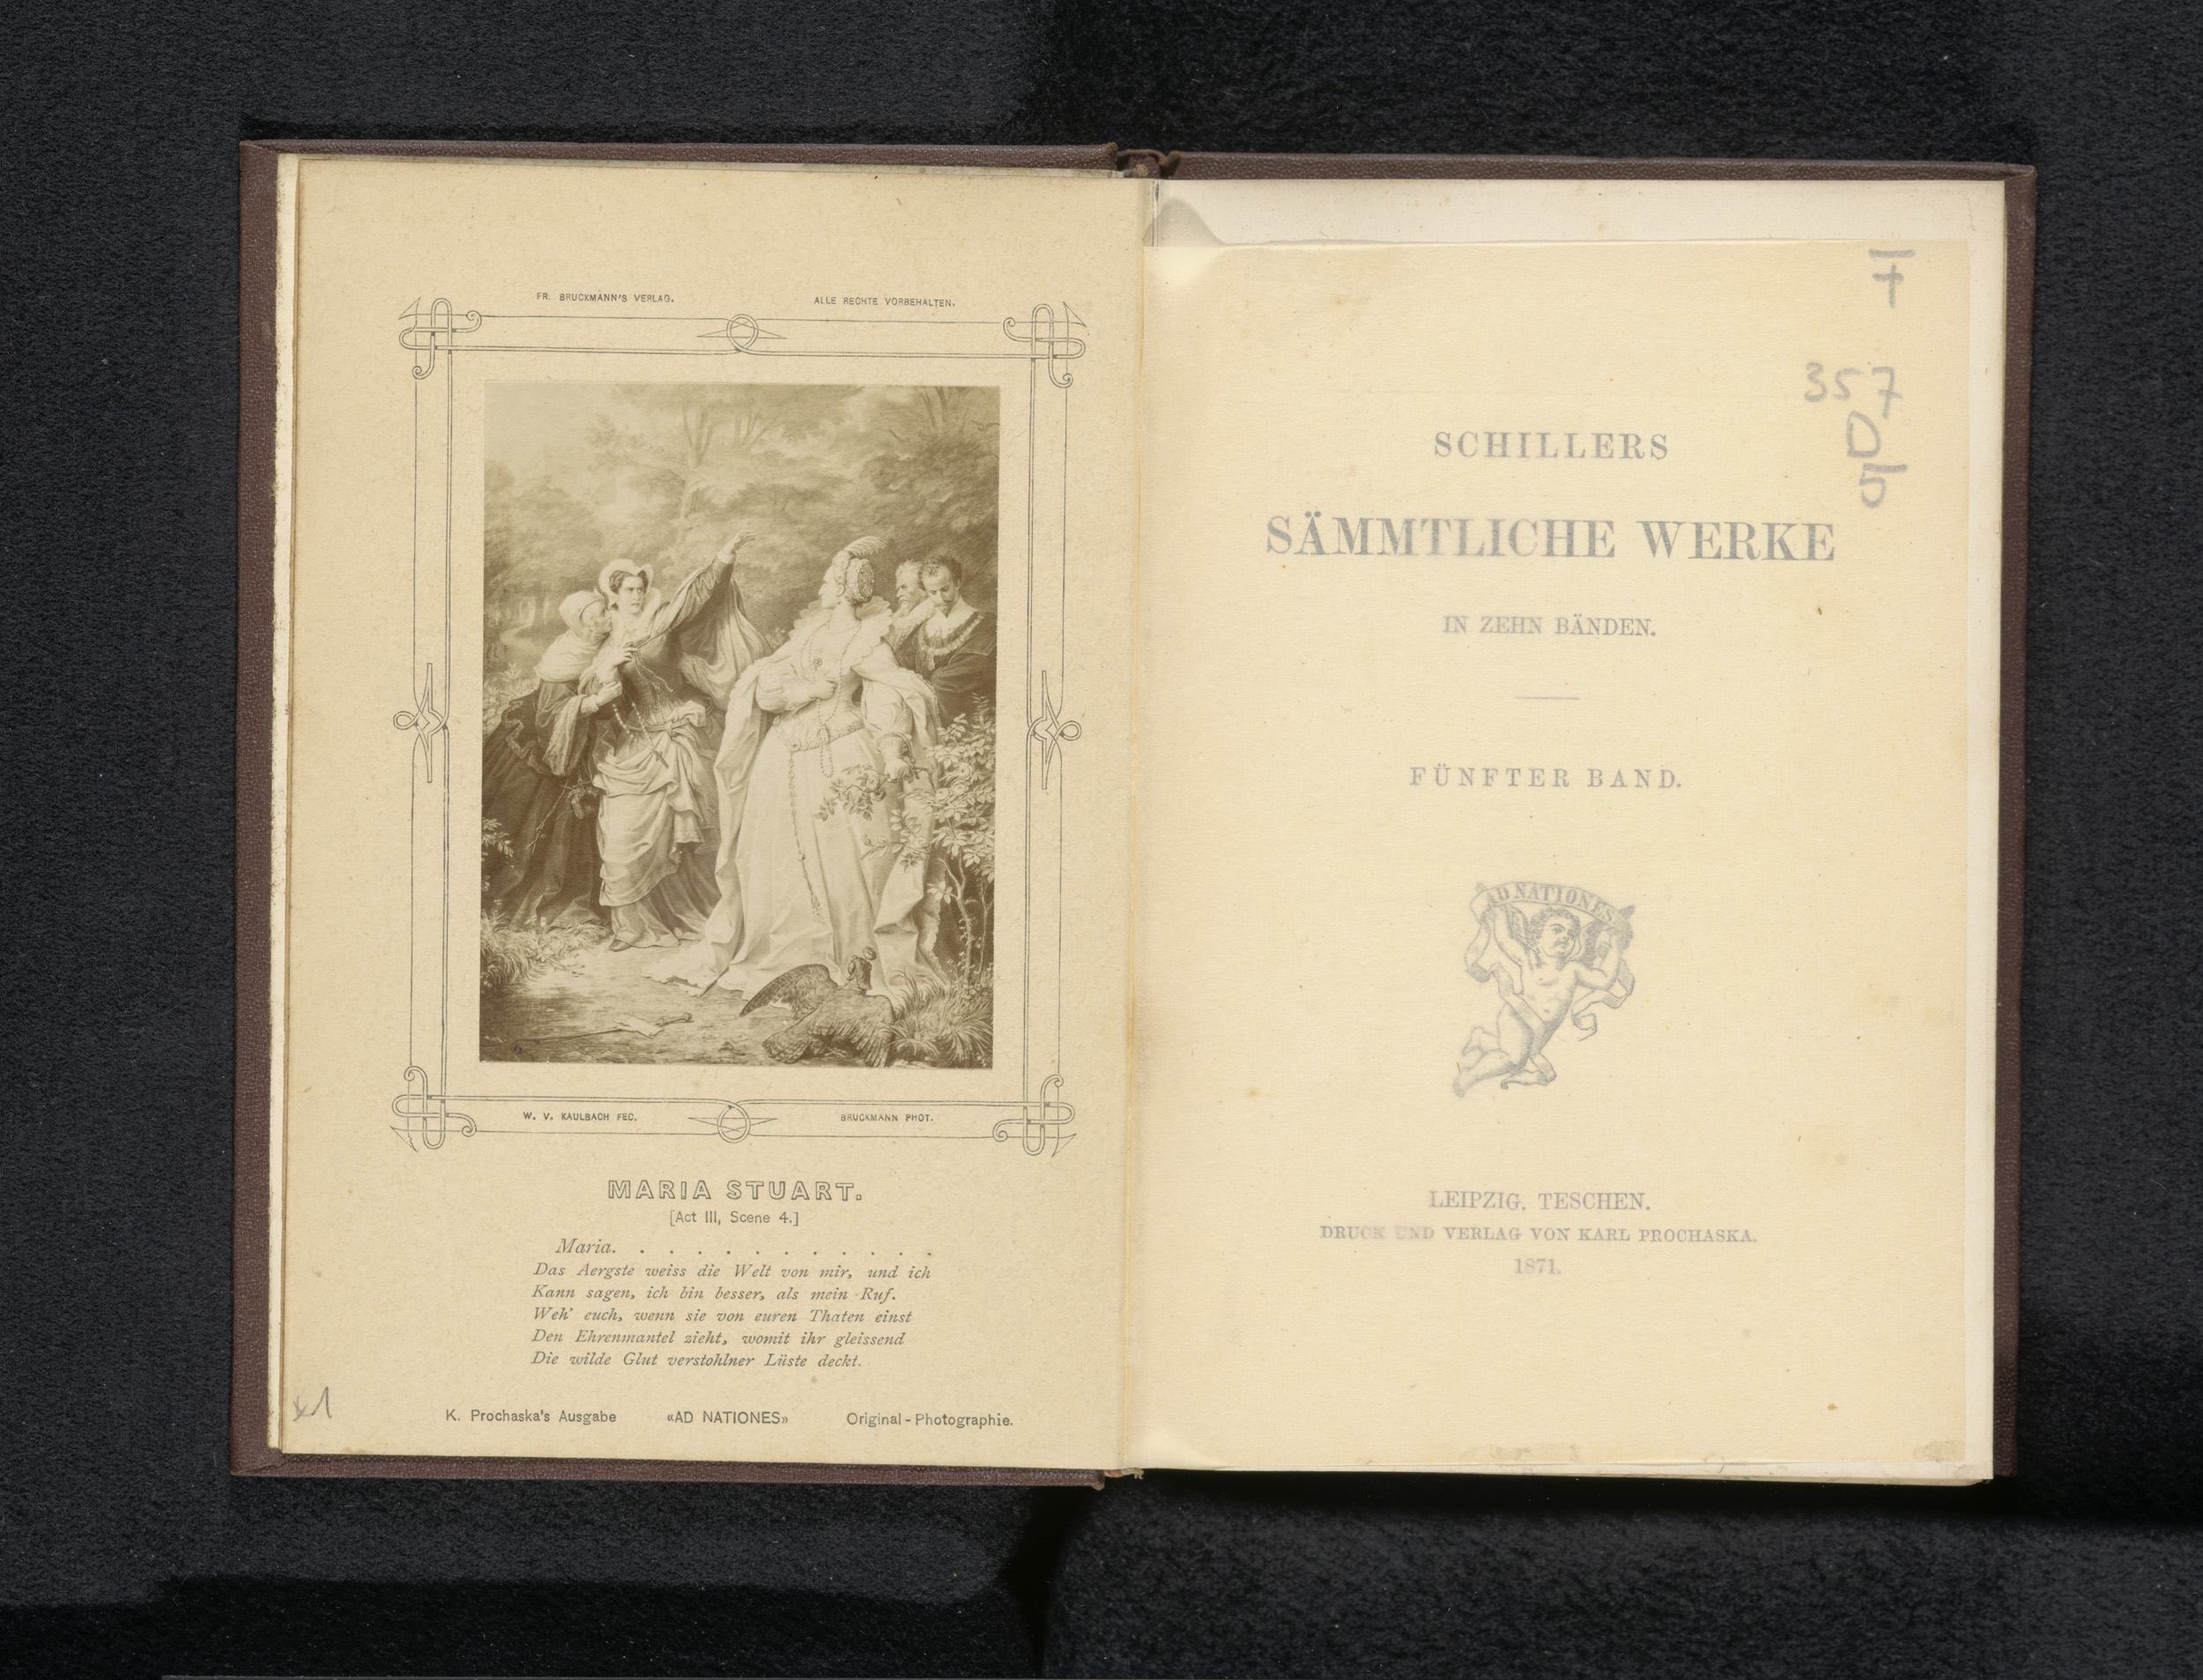 FR. BRUCKMANN'S VERLAG. ALLE RECHTE VORBEHALTEN.
W. V. KAULBACH FEC. BRUCKMANN PHOT.
MARIA STUART.
[Act III, Scene 4.]
Maria. . . . . . . . . . . .
Das Aergste weiss die Welt von mir, und ich
Kann sagen, ich bin besser, als mein Ruf.
Weh' euch, wenn sie von euren Thaten einst
Den Ehrenmantel zieht, womit ihr gleissend
Die wilde Glut verstohlner Lüste deckt.
K. Prochaska's Ausgabe «AD NATIONES» Original-Photographie.
357
D
5
SCHILLERS
SÄMMTLICHE WERKE
IN ZEHN BÄNDEN.
FÜNFTER BAND.
AD NATIONES
LEIPZIG. TESCHEN.
DRUCK UND VERLAG VON KARL PROCHASKA.
1871.